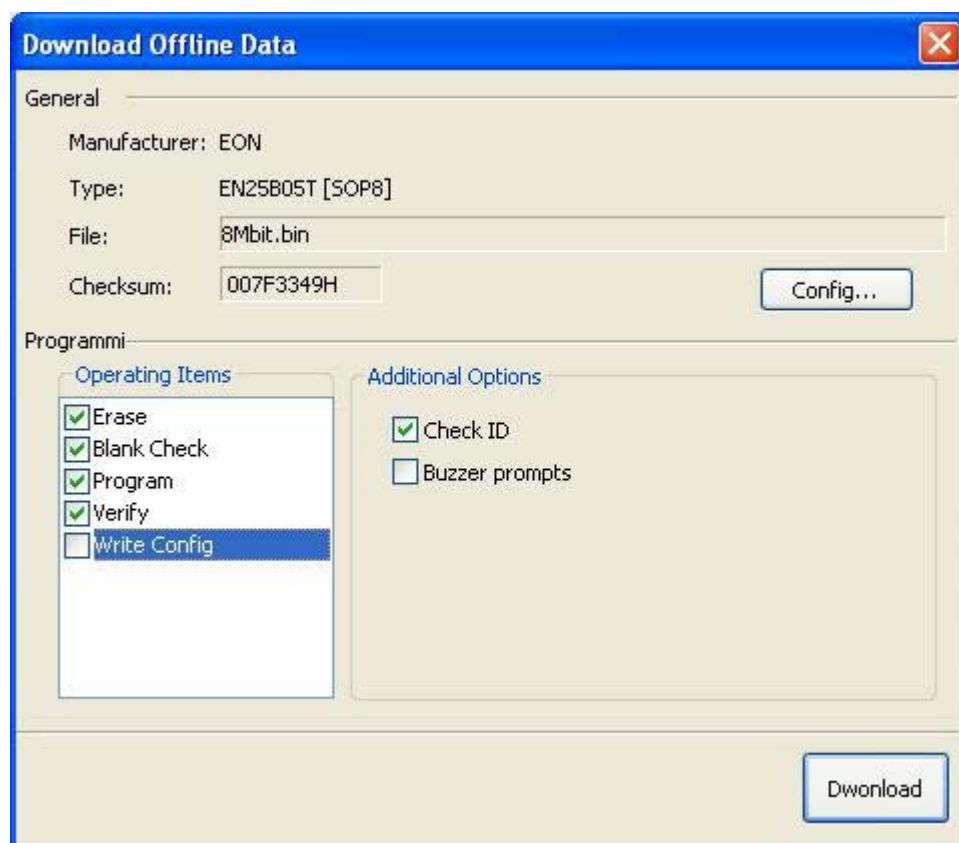 Download Offline Data
General
Manufacturer: EON
Type: EN25B05T [SOP8]
File: 8Mbit.bin
Checksum: 007F3349H
Config...
Programmi
Operating Items
Erase
Blank Check
Program
Verify
Write Config
Additional Options
Check ID
Buzzer prompts
Dwonload